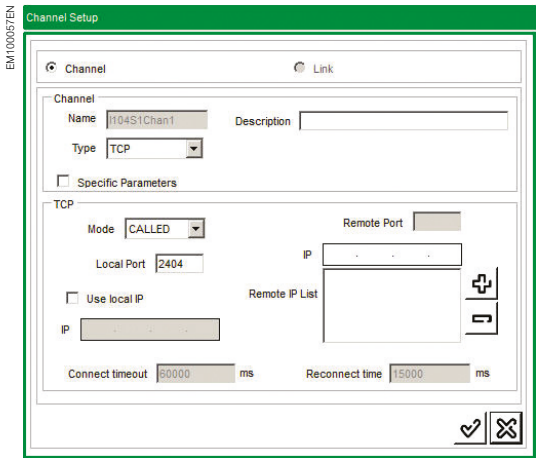 EM100057EN
Channel Setup
Channel Link
Channel
Name I104S1Chan1 Description
Type TCP
Specific Parameters
TCP
Mode CALLED Remote Port
IP . . .
Local Port 2404
Use local IP Remote IP List
IP . . .
Connect timeout 60000 ms Reconnect time 15000 ms